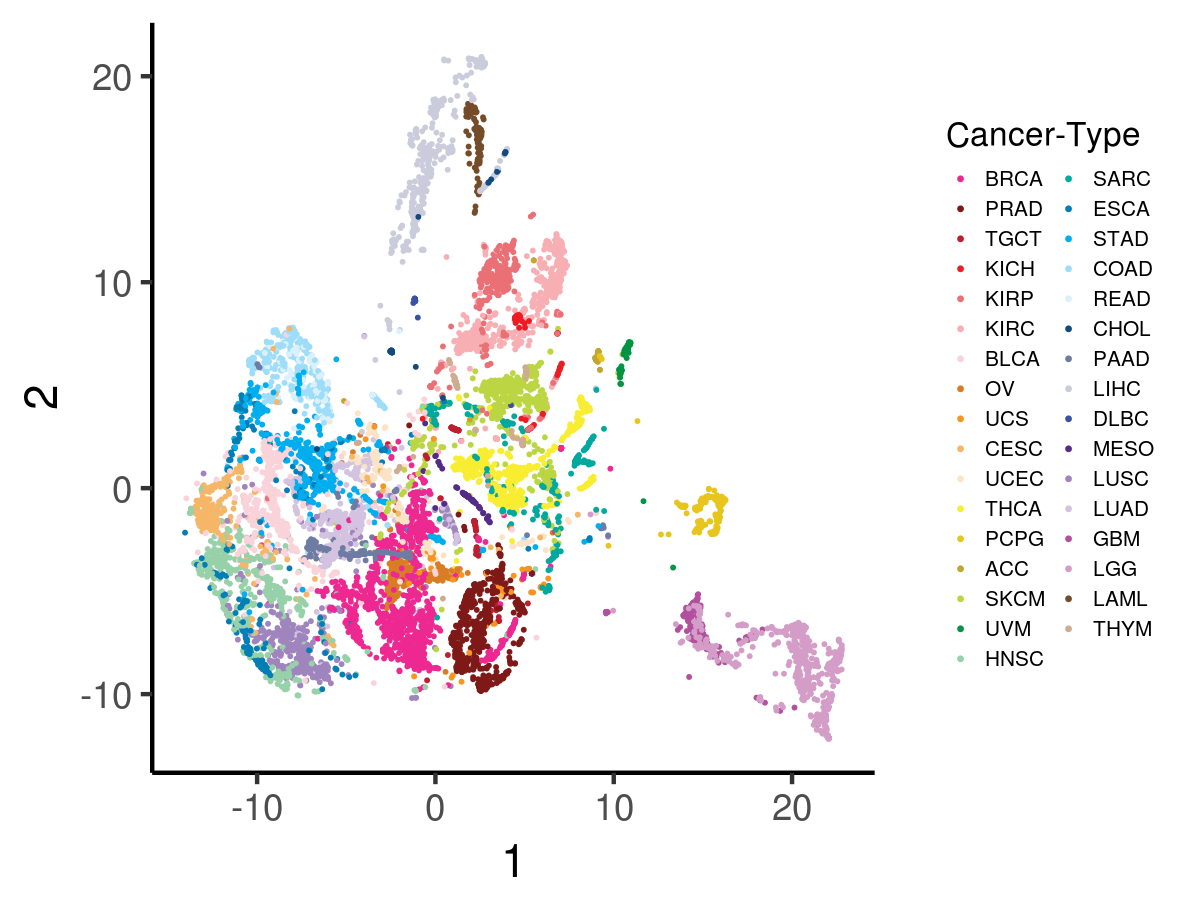 20
10
0
-10
2
-10
0
10
20
1
Cancer-Type
BRCA
PRAD
TGCT
KICH
KIRP
KIRC
BLCA
OV
UCS
CESC
UCEC
THCA
PCPG
ACC
SKCM
UVM
HNSC
SARC
ESCA
STAD
COAD
READ
CHOL
PAAD
LIHC
DLBC
MESO
LUSC
LUAD
GBM
LGG
LAML
THYM